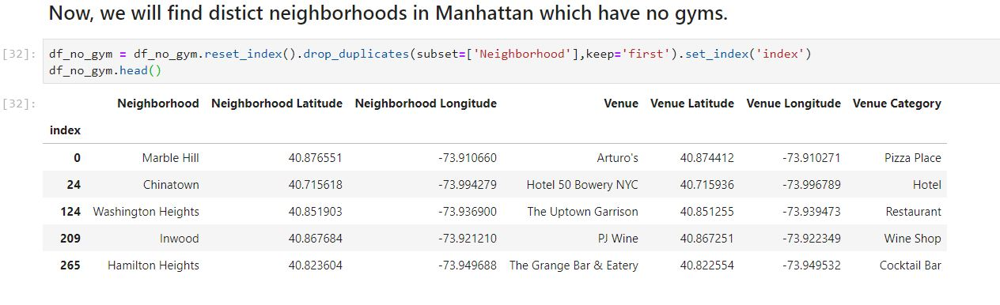 Now, we will find distict neighborhoods in Manhattan which have no gyms.
[32]: df_no_gym = df_no_gym.reset_index().drop_duplicates(subset=['Neighborhood'],keep='first').set_index('index')
df_no_gym.head()
[32]: Neighborhood Neighborhood Latitude Neighborhood Longitude Venue Venue Latitude Venue Longitude Venue Category
index
0 Marble Hill 40.876551 -73.910660 Arturo's 40.874412 -73.910271 Pizza Place
24 Chinatown 40.715618 -73.994279 Hotel 50 Bowery NYC 40.715936 -73.996789 Hotel
124 Washington Heights 40.851903 -73.936900 The Uptown Garrison 40.851255 -73.939473 Restaurant
209 Inwood 40.867684 -73.921210 PJ Wine 40.867251 -73.922349 Wine Shop
265 Hamilton Heights 40.823604 -73.949688 The Grange Bar & Eatery 40.822554 -73.949532 Cocktail Bar